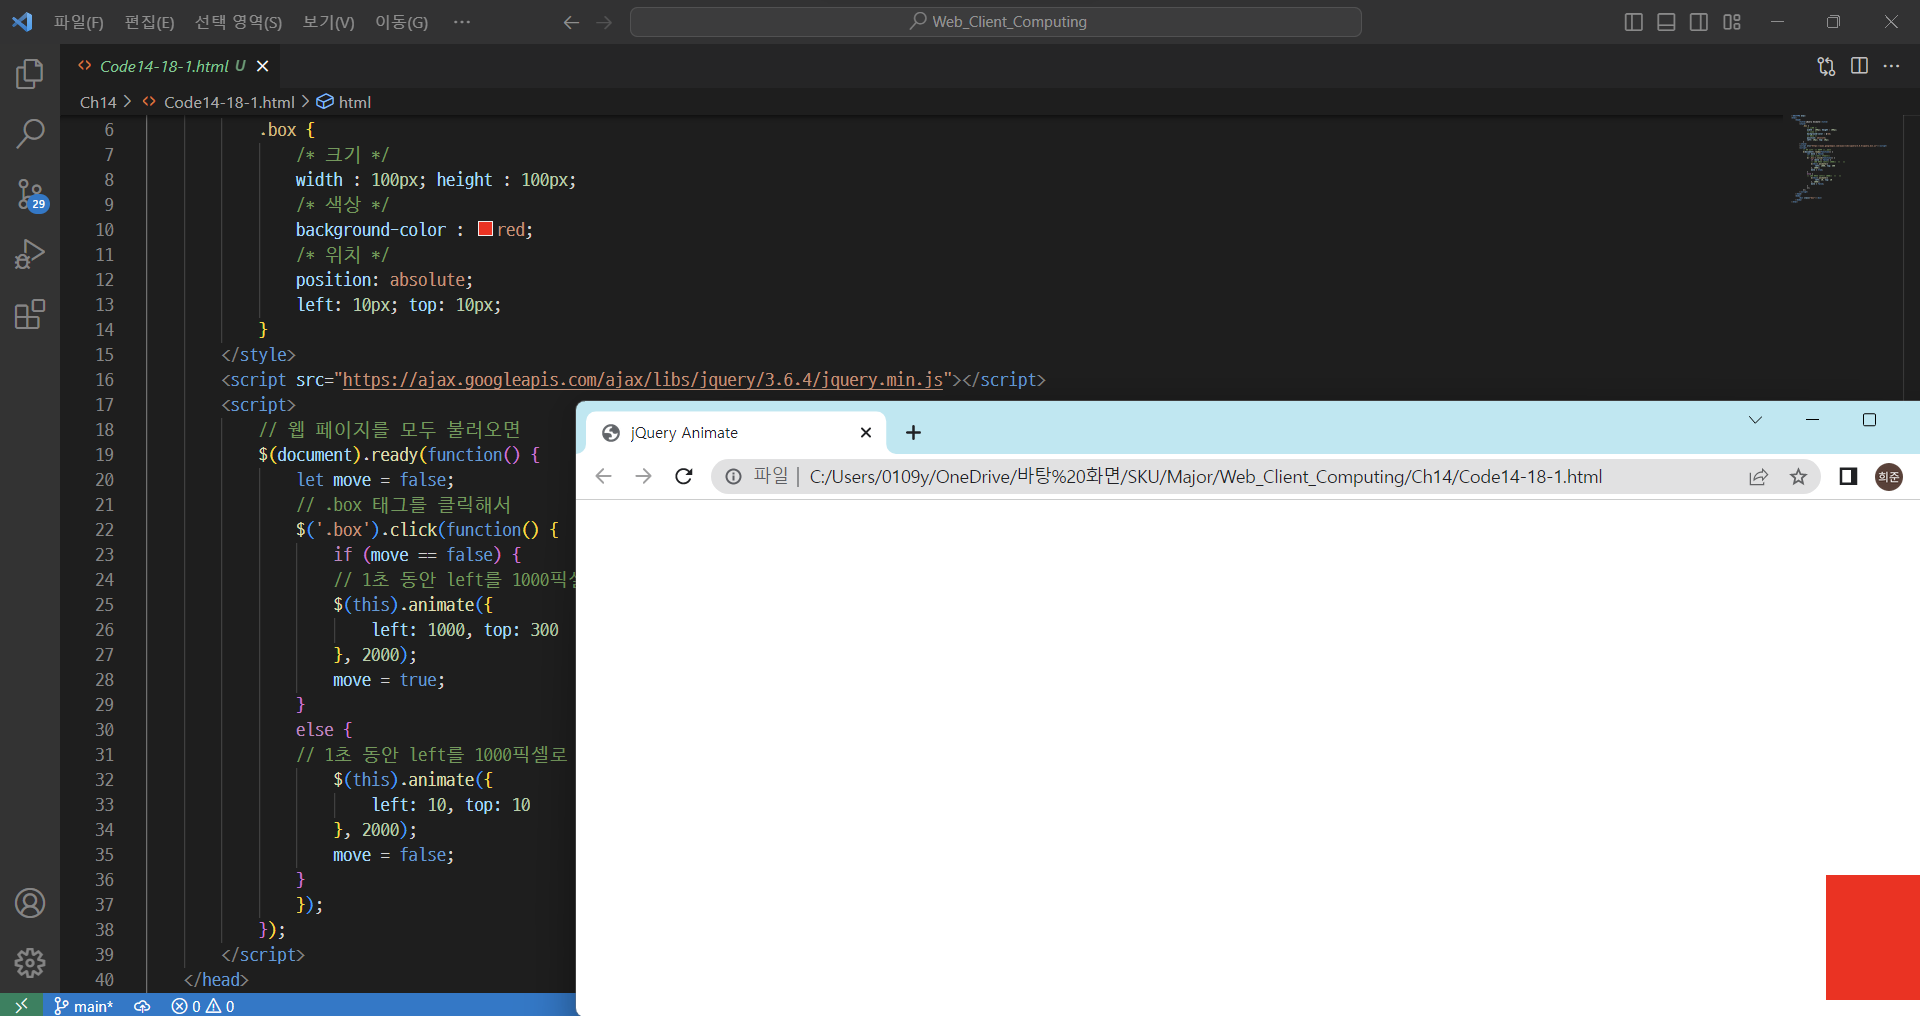 파일(F) 편집(E) 선택 영역(S) 보기(V) 이동(G) ··· Web_Client_Computing
Code14-18-1.html U
Ch14 > Code14-18-1.html > html
6 .box {
7 /* 크기 */
8 width : 100px; height : 100px;
9 /* 색상 */
10 background-color : red;
11 /* 위치 */
12 position: absolute;
13 left: 10px; top: 10px;
14 }
15 </style>
16 <script src="https://ajax.googleapis.com/ajax/libs/jquery/3.6.4/jquery.min.js"></script>
17 <script>
18 // 웹 페이지를 모두 불러오면
19 $(document).ready(function() {
20 let move = false;
21 // .box 태그를 클릭해서
22 $('.box').click(function() {
23 if (move == false) {
24 // 1초 동안 left를 1000픽셀
25 $(this).animate({
26 left: 1000, top: 300
27 }, 2000);
28 move = true;
29 }
30 else {
31 // 1초 동안 left를 1000픽셀로
32 $(this).animate({
33 left: 10, top: 10
34 }, 2000);
35 move = false;
36 }
37 });
38 });
39 </script>
40 </head>
29
main* 0 0
jQuery Animate
파일 | C:/Users/0109y/OneDrive/바탕%20화면/SKU/Major/Web_Client_Computing/Ch14/Code14-18-1.html
희준